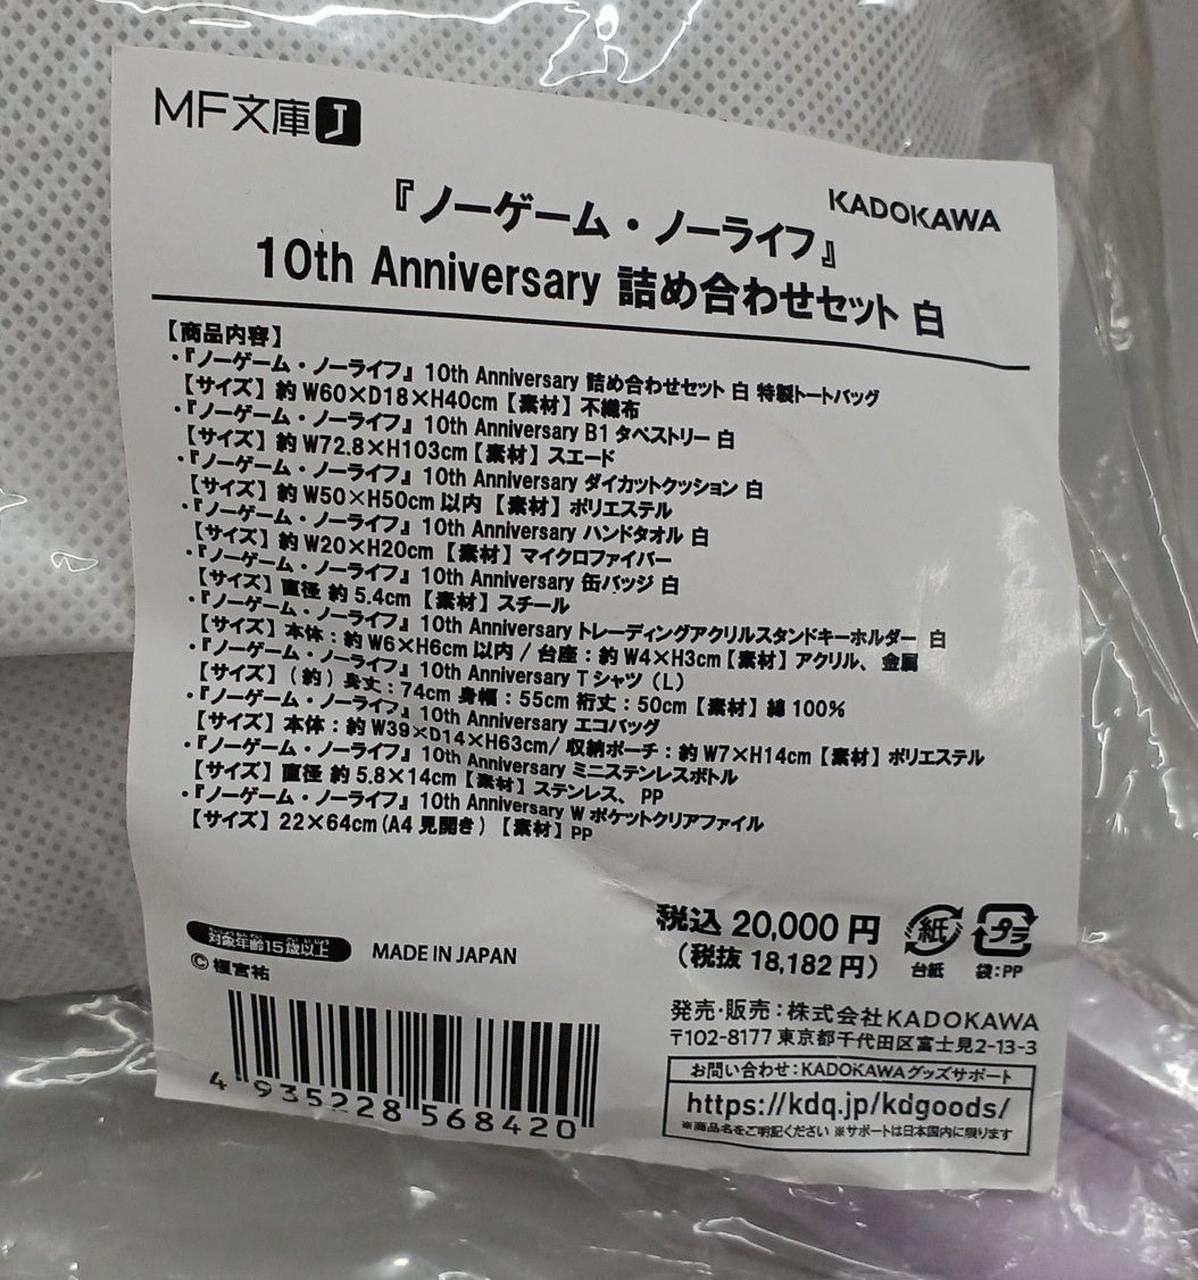 MF文庫J
KADOKAWA
『ノーゲーム・ノーライフ』
10th Anniversary 詰め合わせセット 白
【商品内容】
・『ノーゲーム・ノーライフ』10th Anniversary 詰め合わせセット 白 特製トートバッグ
【サイズ】約 W60×D18×H40cm【素材】不織布
・『ノーゲーム・ノーライフ』10th Anniversary B1 タペストリー 白
【サイズ】約 W72.8×H103cm【素材】スエード
・『ノーゲーム・ノーライフ』10th Anniversary ダイカットクッション 白
【サイズ】約 W50×H50cm 以内 【素材】ポリエステル
・『ノーゲーム・ノーライフ』10th Anniversary ハンドタオル 白
【サイズ】約 W20×H20cm 【素材】マイクロファイバー
・『ノーゲーム・ノーライフ』10th Anniversary 缶バッジ 白
【サイズ】直径 約 5.4cm 【素材】スチール
・『ノーゲーム・ノーライフ』10th Anniversary トレーディングアクリルスタンドキーホルダー 白
【サイズ】本体：約 W6×H6cm 以内 / 台座：約 W4×H3cm【素材】アクリル、金属
・『ノーゲーム・ノーライフ』10th Anniversary T シャツ（L）
【サイズ】（約）身丈：74cm 身幅：55cm 裄丈：50cm【素材】綿 100%
・『ノーゲーム・ノーライフ』10th Anniversary エコバッグ
【サイズ】本体：約 W39×D14×H63cm/ 収納ポーチ：約 W7×H14cm【素材】ポリエステル
・『ノーゲーム・ノーライフ』10th Anniversary ミニステンレスボトル
【サイズ】直径 約 5.8×14cm【素材】ステンレス、PP
・『ノーゲーム・ノーライフ』10th Anniversary W ポケットクリアファイル
【サイズ】22×64cm（A4 見開き）【素材】PP
税込 20,000 円
（税抜 18,182 円）
紙
台紙
プラ
袋：PP
対象年齢15歳以上
MADE IN JAPAN
© 榎宮祐
4 935228 568420
発売・販売：株式会社KADOKAWA
〒102-8177 東京都千代田区富士見2-13-3
お問い合わせ：KADOKAWAグッズサポート
https://kdq.jp/kdgoods/
※商品名をご明記ください ※サポートは日本国内に限ります